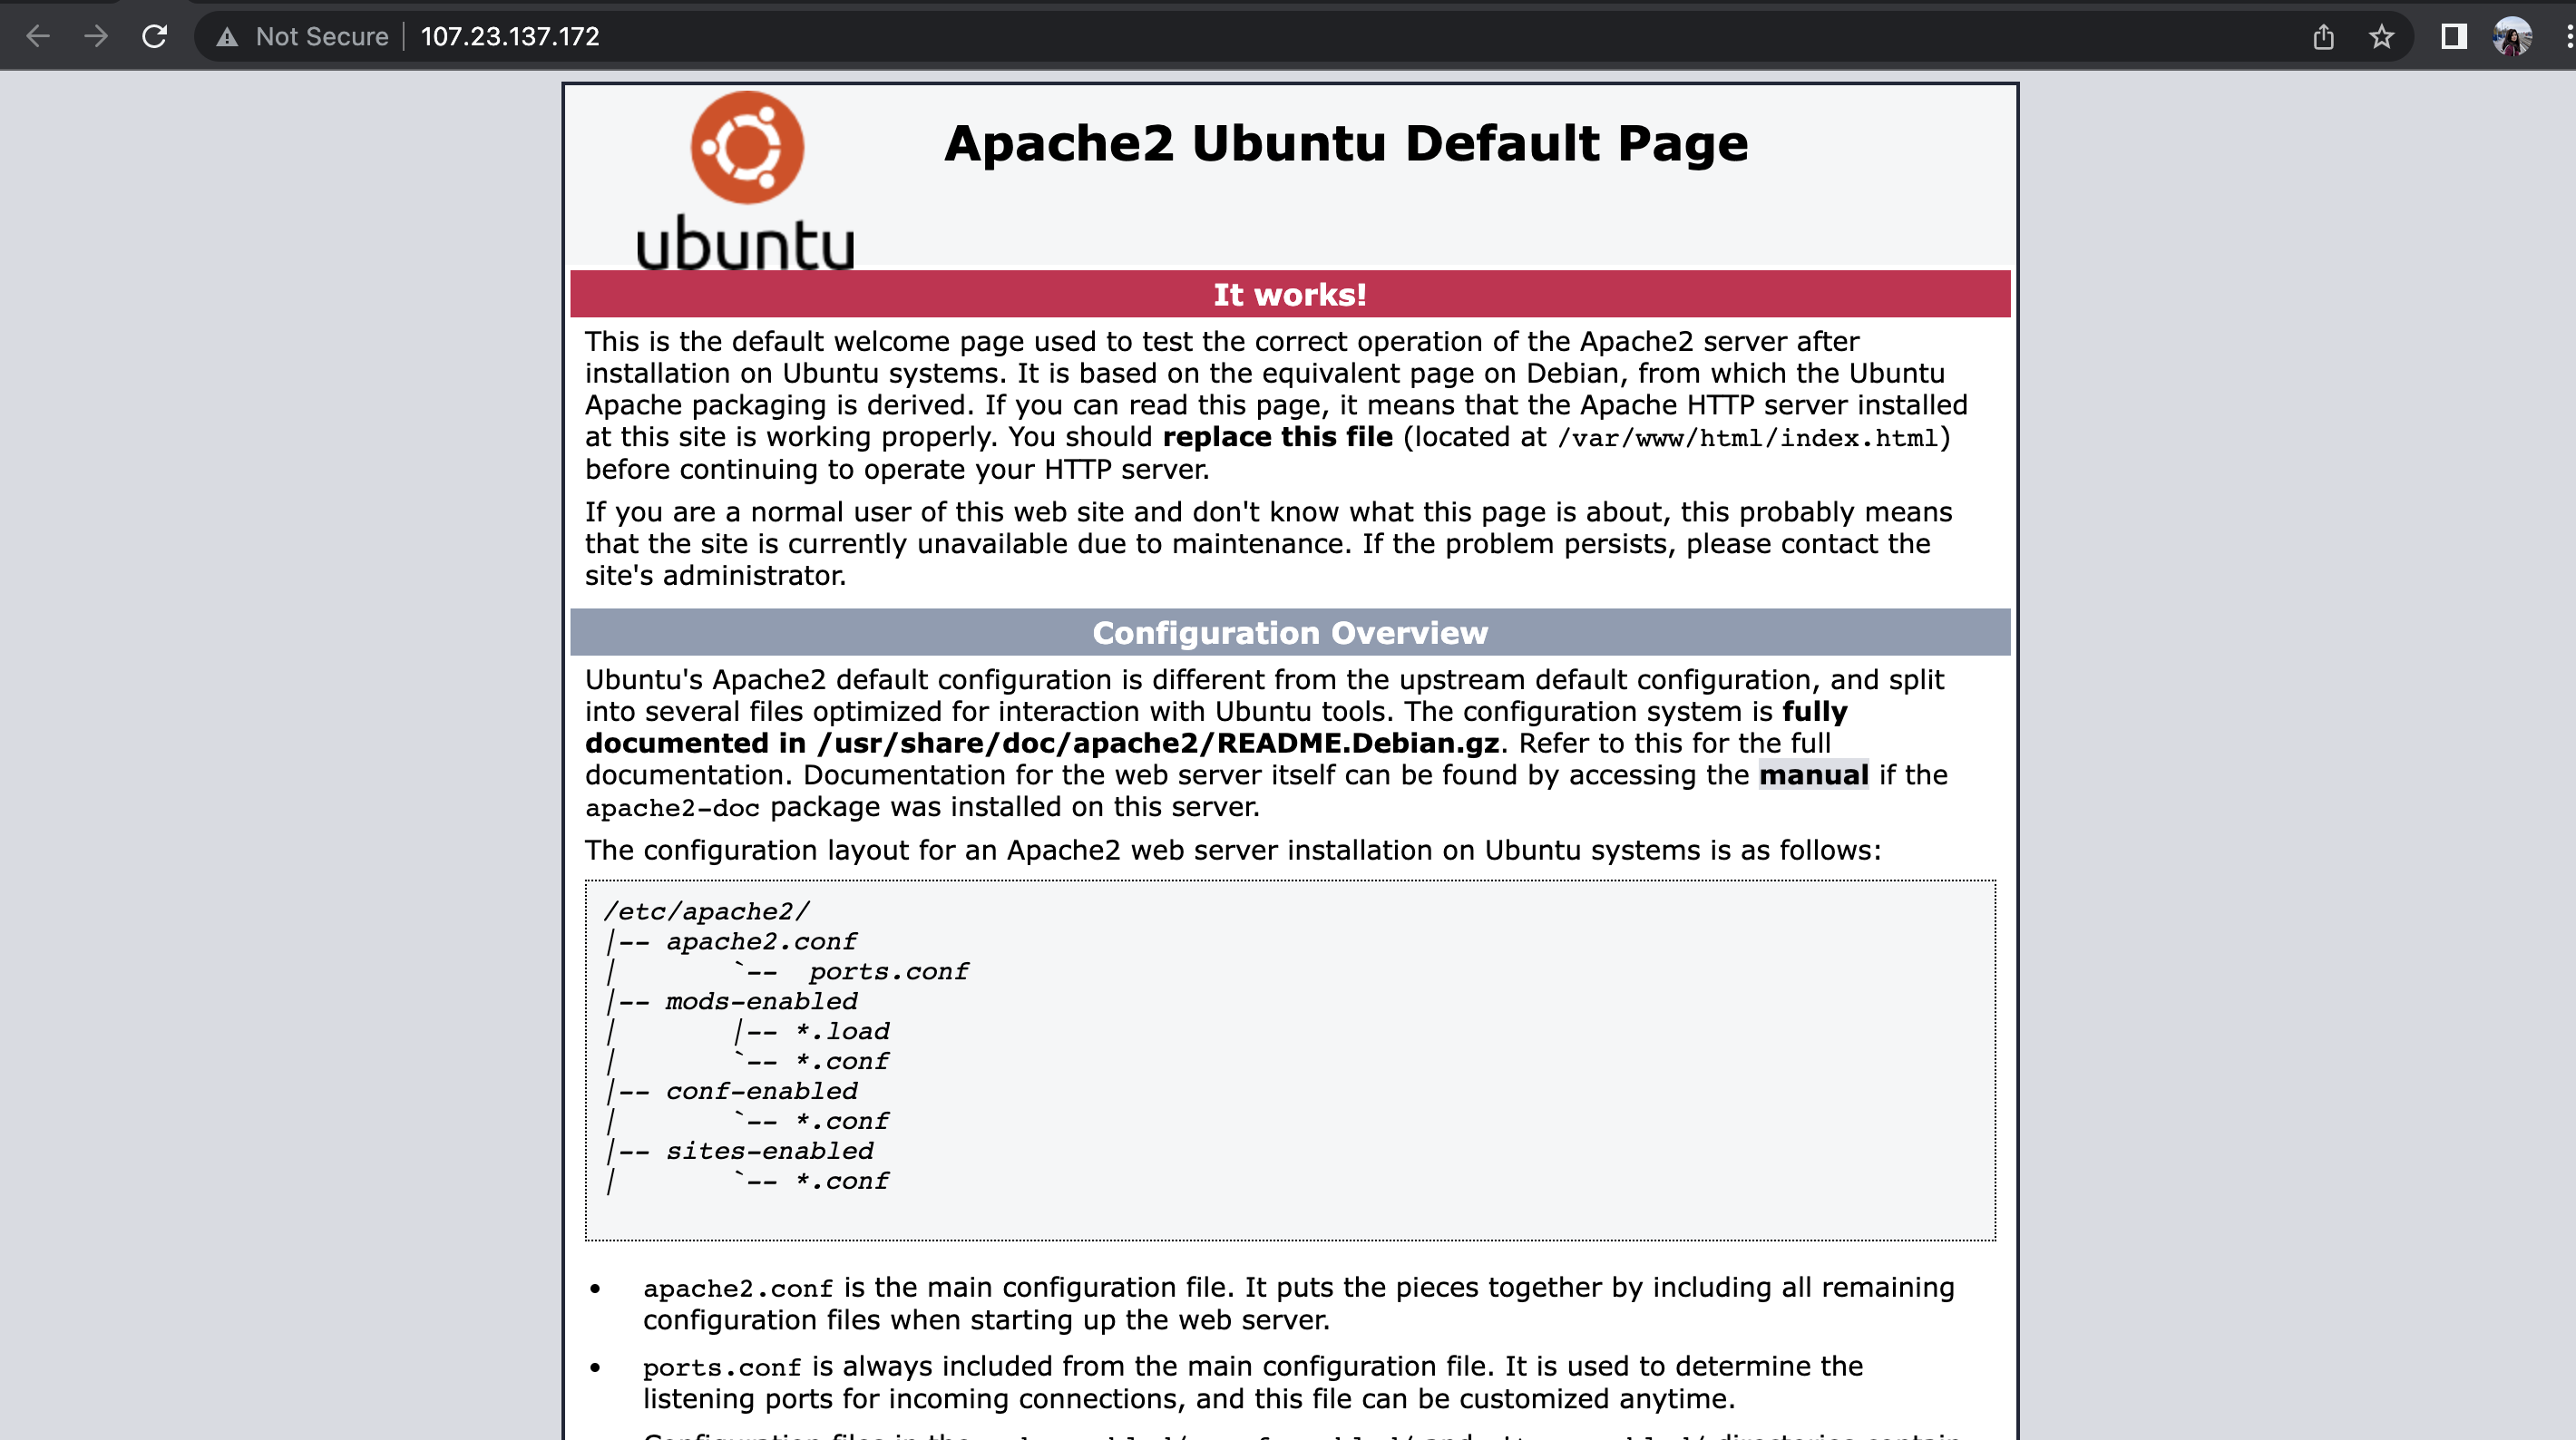 Not Secure 107.23.137.172
Apache2 Ubuntu Default Page
ubuntu
It works!
This is the default welcome page used to test the correct operation of the Apache2 server after
installation on Ubuntu systems. It is based on the equivalent page on Debian, from which the Ubuntu
Apache packaging is derived. If you can read this page, it means that the Apache HTTP server installed
at this site is working properly. You should replace this file (located at /var/www/html/index.html)
before continuing to operate your HTTP server.
If you are a normal user of this web site and don't know what this page is about, this probably means
that the site is currently unavailable due to maintenance. If the problem persists, please contact the
site's administrator.
Configuration Overview
Ubuntu's Apache2 default configuration is different from the upstream default configuration, and split
into several files optimized for interaction with Ubuntu tools. The configuration system is fully
documented in /usr/share/doc/apache2/README.Debian.gz. Refer to this for the full
documentation. Documentation for the web server itself can be found by accessing the manual if the
apache2-doc package was installed on this server.
The configuration layout for an Apache2 web server installation on Ubuntu systems is as follows:
/etc/apache2/
|-- apache2.conf
|       `--  ports.conf
|-- mods-enabled
|       |-- *.load
|       `-- *.conf
|-- conf-enabled
|       `-- *.conf
|-- sites-enabled
|       `-- *.conf
• apache2.conf is the main configuration file. It puts the pieces together by including all remaining
configuration files when starting up the web server.
• ports.conf is always included from the main configuration file. It is used to determine the
listening ports for incoming connections, and this file can be customized anytime.